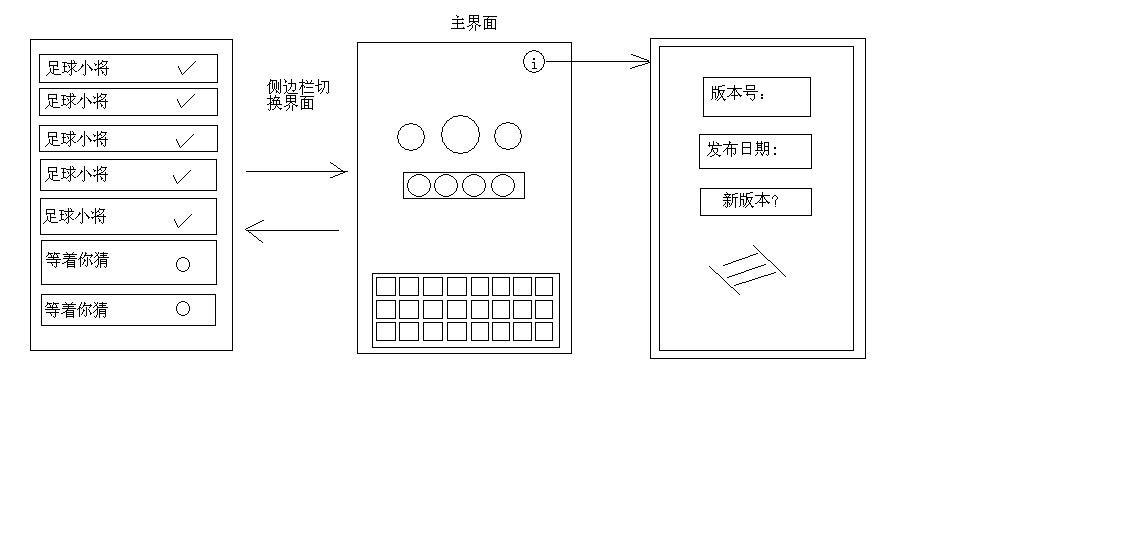 主界面
足球小将
足球小将
足球小将
足球小将
足球小将
等着你猜
等着你猜
侧边栏切
换界面
i
版本号:
发布日期:
新版本?